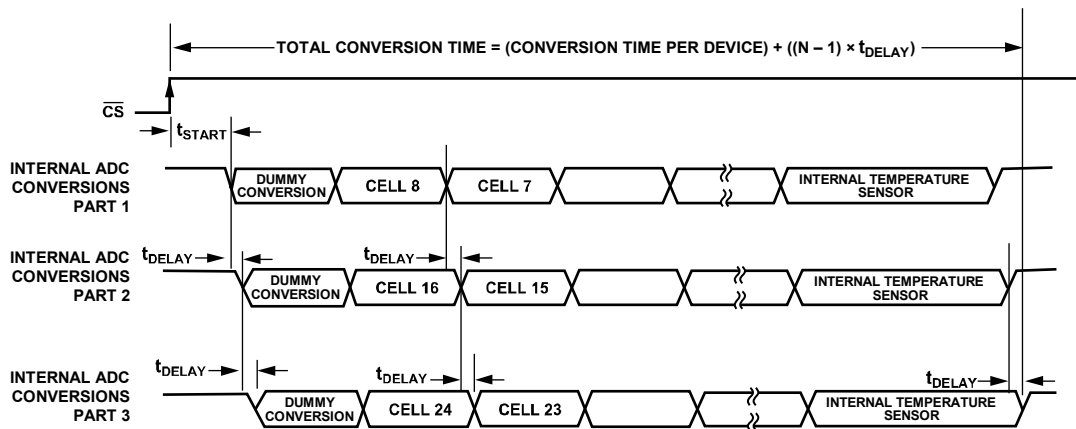 TOTAL CONVERSION TIME = (CONVERSION TIME PER DEVICE) + ((N – 1) × tDELAY)
CS
tSTART
INTERNAL ADC
CONVERSIONS
PART 1
DUMMY
CONVERSION
CELL 8
CELL 7
INTERNAL TEMPERATURE
SENSOR
tDELAY
tDELAY
INTERNAL ADC
CONVERSIONS
PART 2
DUMMY
CONVERSION
CELL 16
CELL 15
INTERNAL TEMPERATURE
SENSOR
tDELAY
tDELAY
tDELAY
INTERNAL ADC
CONVERSIONS
PART 3
DUMMY
CONVERSION
CELL 24
CELL 23
INTERNAL TEMPERATURE
SENSOR